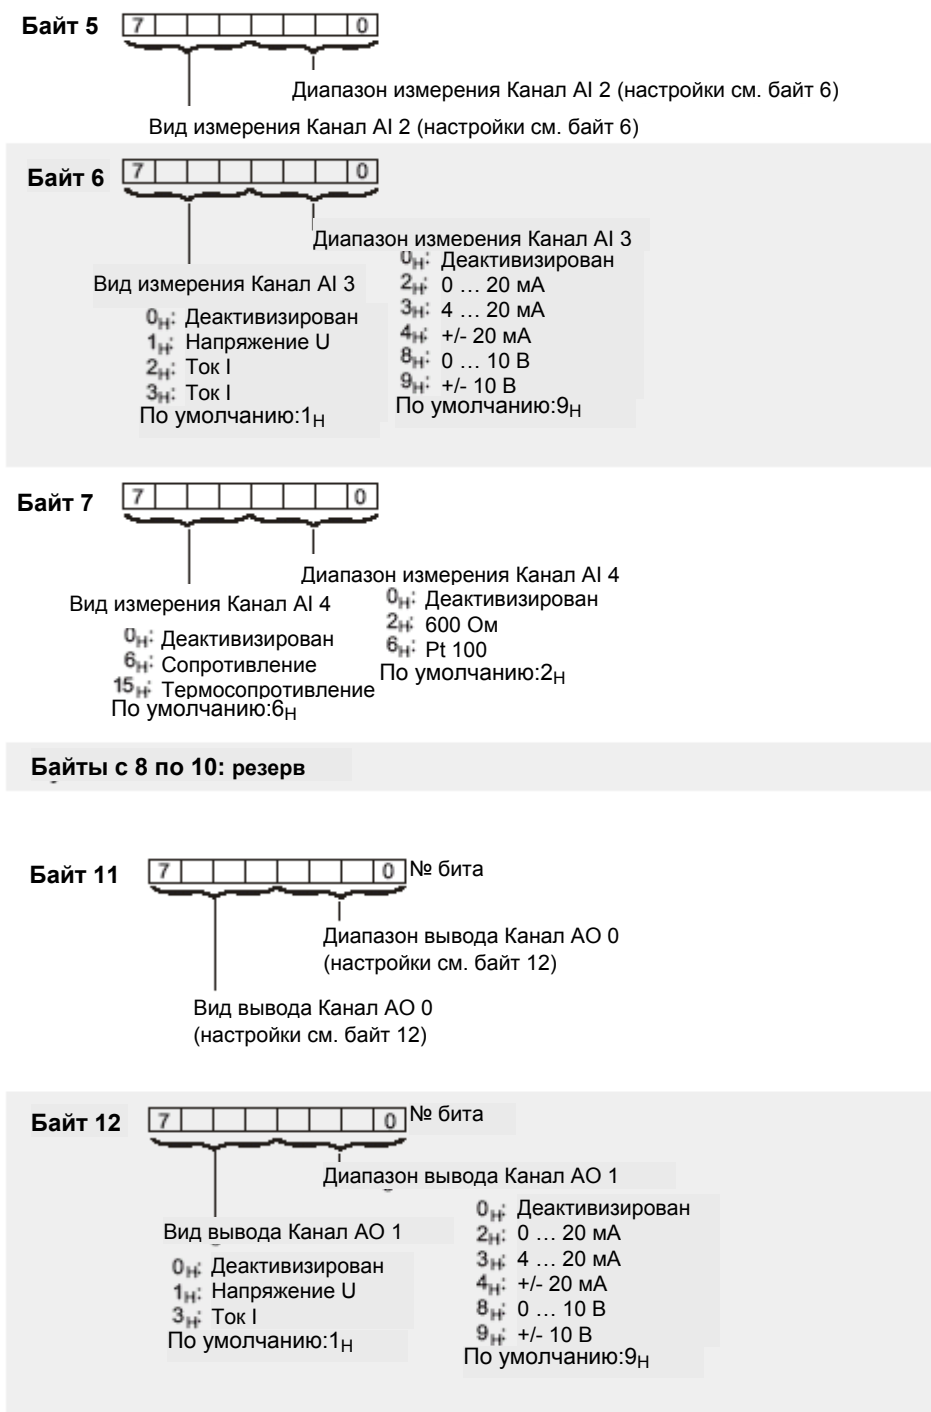 Байт 5 7 0
Диапазон измерения Канал AI 2 (настройки см. байт 6)
Вид измерения Канал AI 2 (настройки см. байт 6)
Байт 6 7 0
Диапазон измерения Канал AI 3
0H: Деактивизирован
2H: 0 … 20 мА
3H: 4 … 20 мА
4H: +/- 20 мА
8H: 0 … 10 В
9H: +/- 10 В
По умолчанию:9H
Вид измерения Канал AI 3
0H: Деактивизирован
1H: Напряжение U
2H: Ток I
3H: Ток I
По умолчанию:1H
Байт 7 7 0
Диапазон измерения Канал AI 4
0H: Деактивизирован
2H: 600 Ом
6H: Pt 100
По умолчанию:2H
Вид измерения Канал AI 4
0H: Деактивизирован
6H: Сопротивление
15H: Термосопротивление
По умолчанию:6H
Байты с 8 по 10: резерв
Байт 11 7 0 № бита
Диапазон вывода Канал AO 0
(настройки см. байт 12)
Вид вывода Канал AO 0
(настройки см. байт 12)
Байт 12 7 0 № бита
Диапазон вывода Канал AO 1
0H: Деактивизирован
2H: 0 … 20 мА
3H: 4 … 20 мА
4H: +/- 20 мА
8H: 0 … 10 В
9H: +/- 10 В
По умолчанию:9H
Вид вывода Канал AO 1
0H: Деактивизирован
1H: Напряжение U
3H: Ток I
По умолчанию:1H